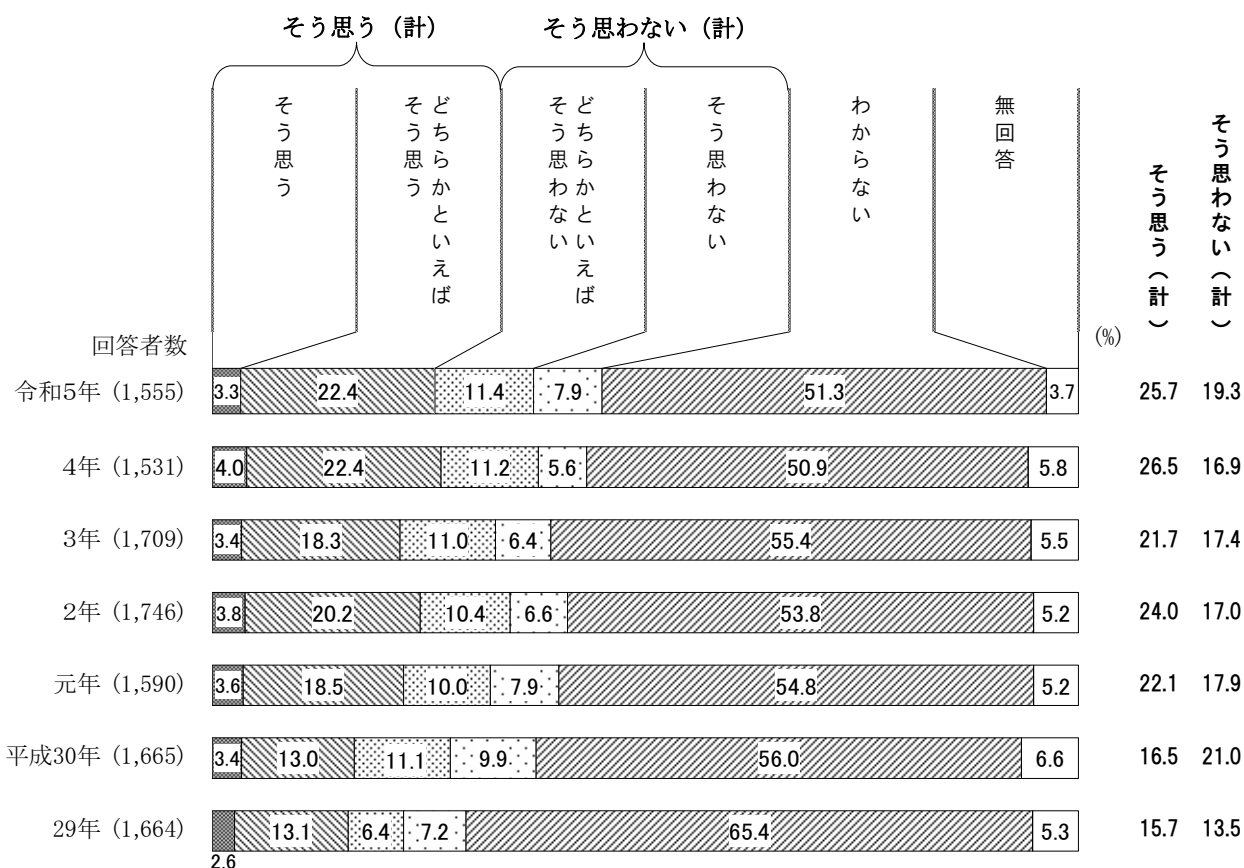 そう思う（計）
そう思わない（計）
そう思う
どちらかといえば
そう思う
どちらかといえば
そう思わない
そう思わない
わからない
無回答
そう思う（計）
そう思わない（計）
回答者数
(%)
令和5年 (1,555) 3.3 22.4 11.4 7.9 51.3 3.7 25.7 19.3
4年 (1,531) 4.0 22.4 11.2 5.6 50.9 5.8 26.5 16.9
3年 (1,709) 3.4 18.3 11.0 6.4 55.4 5.5 21.7 17.4
2年 (1,746) 3.8 20.2 10.4 6.6 53.8 5.2 24.0 17.0
元年 (1,590) 3.6 18.5 10.0 7.9 54.8 5.2 22.1 17.9
平成30年 (1,665) 3.4 13.0 11.1 9.9 56.0 6.6 16.5 21.0
29年 (1,664) 13.1 6.4 7.2 65.4 5.3 15.7 13.5
2.6